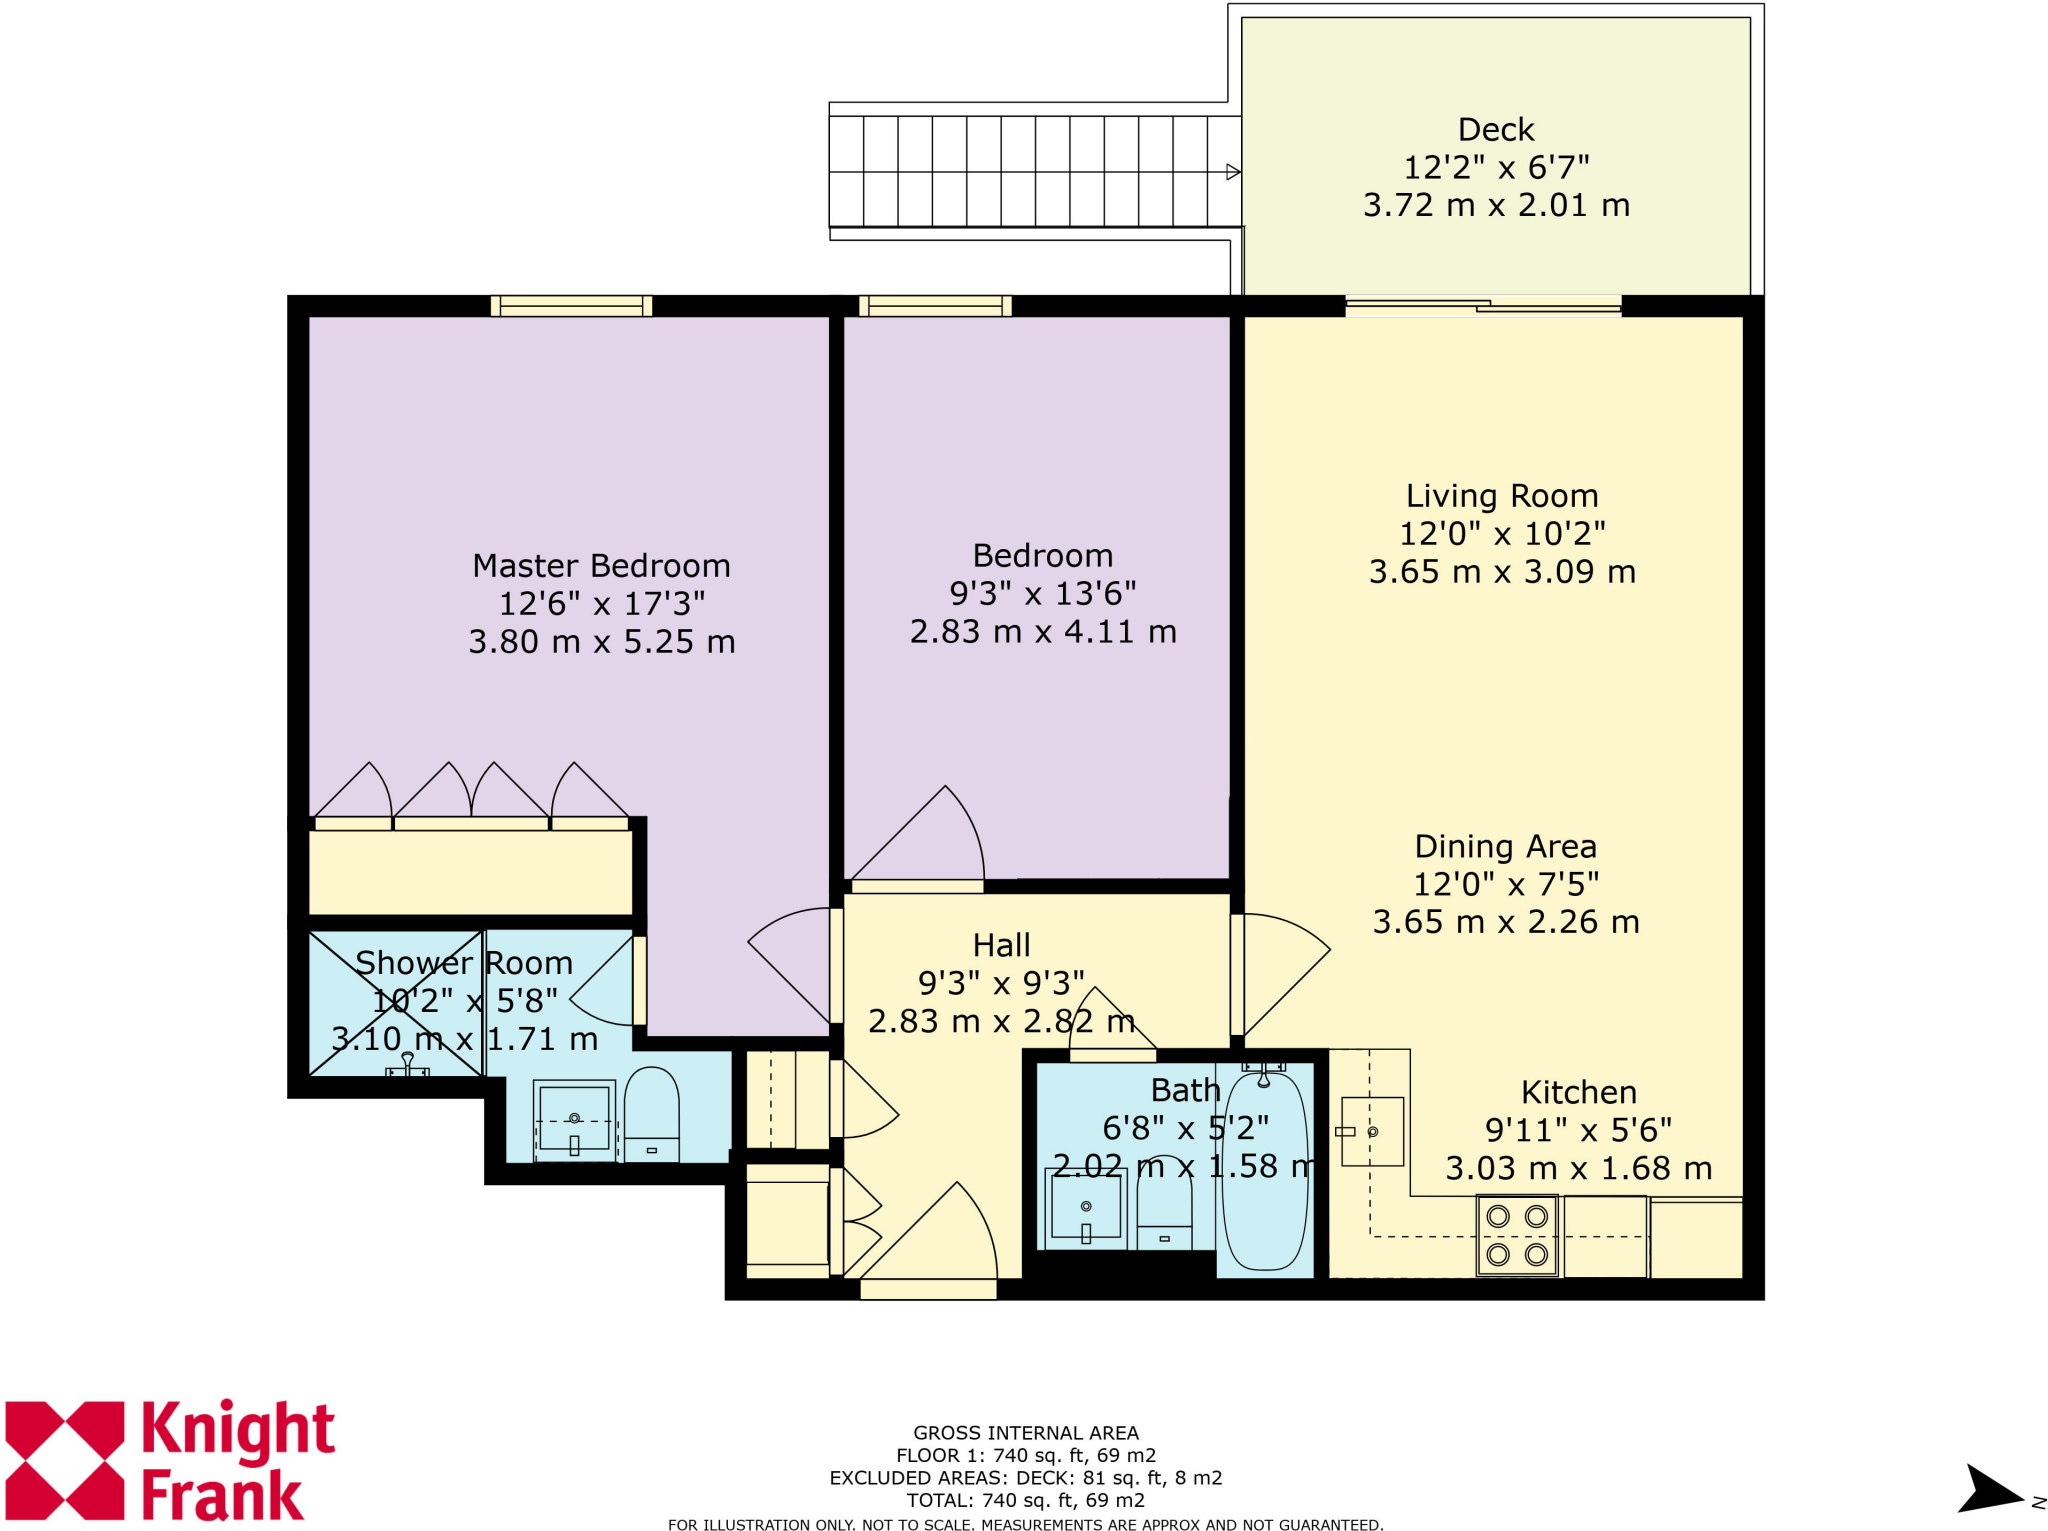 Deck
12'2" x 6'7"
3.72 m x 2.01 m
Living Room
12'0" x 10'2"
3.65 m x 3.09 m
Master Bedroom
12'6" x 17'3"
3.80 m x 5.25 m
Bedroom
9'3" x 13'6"
2.83 m x 4.11 m
Dining Area
12'0" x 7'5"
3.65 m x 2.26 m
Shower Room
10'2" x 5'8"
3.10 m x 1.71 m
Hall
9'3" x 9'3"
2.83 m x 2.82 m
Bath
6'8" x 5'2"
2.02 m x 1.58 m
Kitchen
9'11" x 5'6"
3.03 m x 1.68 m
Knight
Frank
GROSS INTERNAL AREA
FLOOR 1: 740 sq. ft, 69 m2
EXCLUDED AREAS: DECK: 81 sq. ft, 8 m2
TOTAL: 740 sq. ft, 69 m2
FOR ILLUSTRATION ONLY. NOT TO SCALE. MEASUREMENTS ARE APPROX AND NOT GUARANTEED.
N